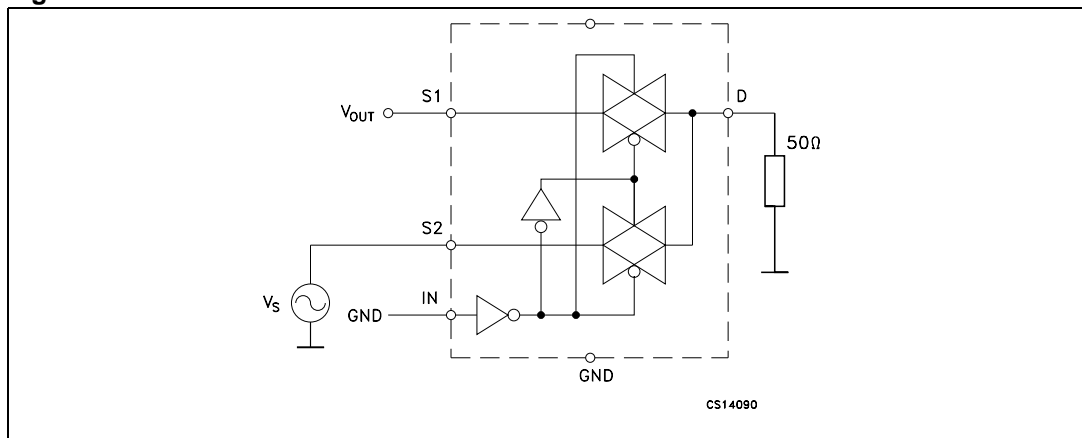 S1
D
VOUT
50Ω
S2
IN
VS
GND
GND
CS14090